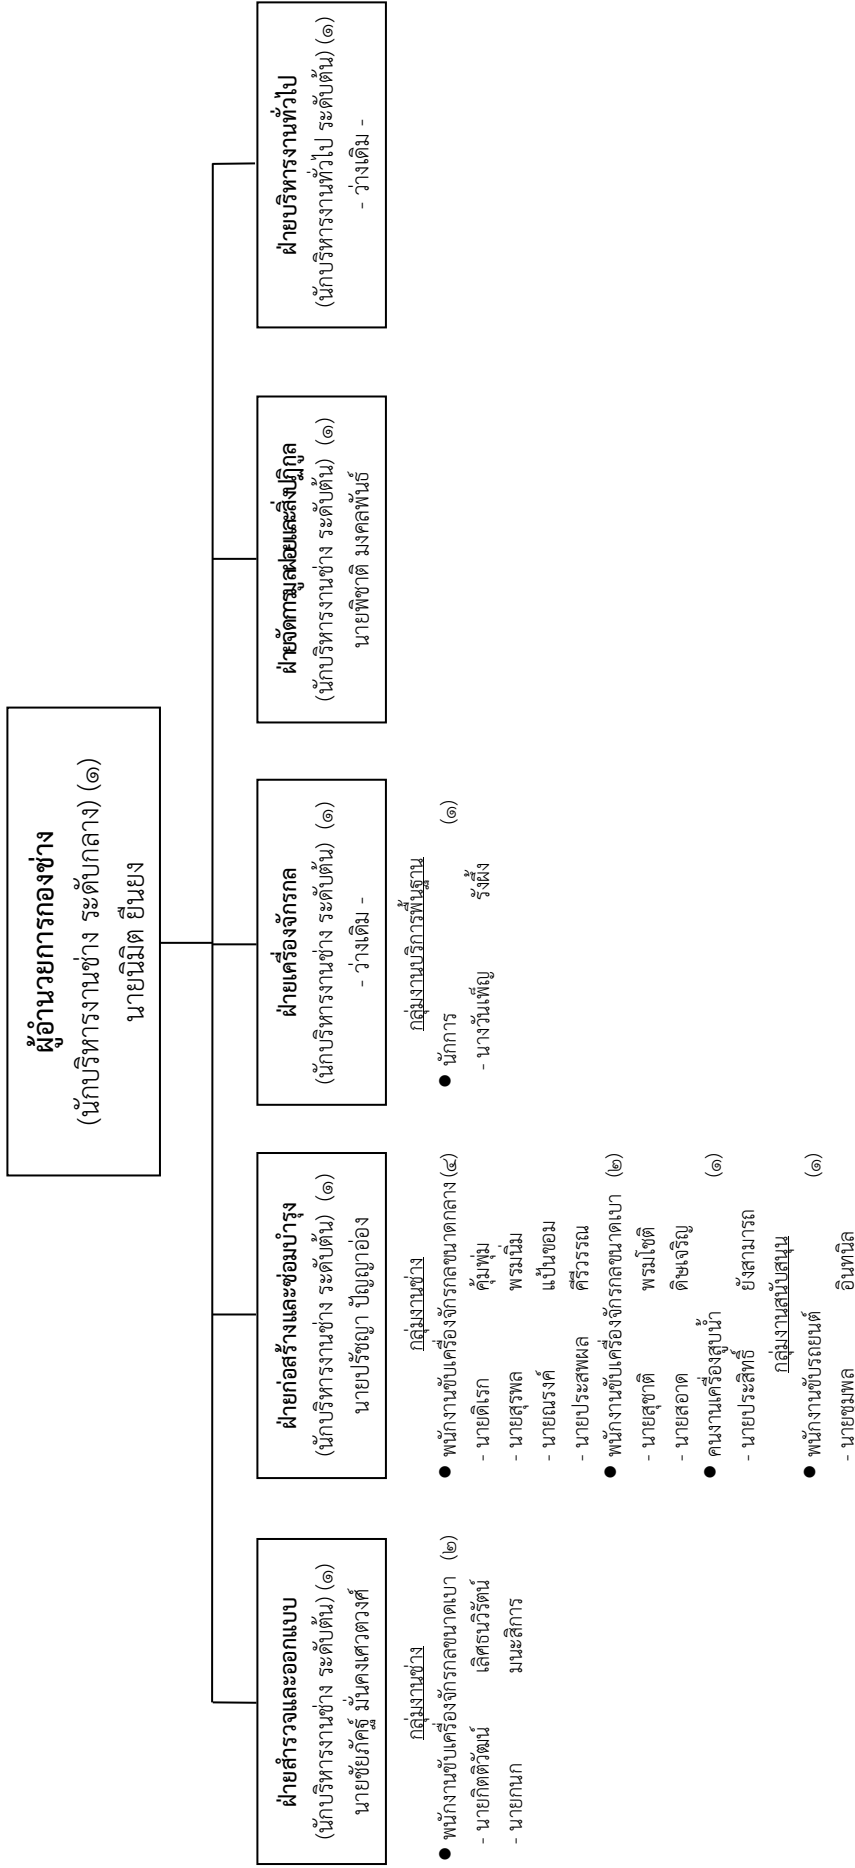 ผู้อำนวยการกองช่าง
(นักบริหารงานช่าง ระดับกลาง) (๑)
นายนิมิต ยืนยง
ฝ่ายสำรวจและออกแบบ
(นักบริหารงานช่าง ระดับต้น) (๑)
นายชัยภัคฐ์ มั่นคงเศวตวงศ์
กลุ่มงานช่าง
● พนักงานขับเครื่องจักรกลขนาดเบา (๒)
- นายกิตติวัฒน์ เลิศธนวิรัตน์
- นายกนก มนะสิการ
ฝ่ายก่อสร้างและซ่อมบำรุง
(นักบริหารงานช่าง ระดับต้น) (๑)
นายปรัชญา ปัญญาอ่อง
กลุ่มงานช่าง
● พนักงานขับเครื่องจักรกลขนาดกลาง (๔)
- นายดิเรก คุ้มพุ่ม
- นายสุรพล พรมนิ่ม
- นายณรงค์ แป้นขอม
- นายประสพผล ศิรีวรรณ
● พนักงานขับเครื่องจักรกลขนาดเบา (๒)
- นายสุชาติ พรมโชติ
- นายสอาด ดิษเจริญ
● คนงานเครื่องสูบน้ำ (๑)
- นายประสิทธิ์ ยังสามารถ
กลุ่มงานสนับสนุน
● พนักงานขับรถยนต์ (๑)
- นายชุมพล อินทนิล
ฝ่ายเครื่องจักรกล
(นักบริหารงานช่าง ระดับต้น) (๑)
- ว่างเดิม -
กลุ่มงานบริการพื้นฐาน
● นักการ (๑)
- นางวันเพ็ญ รังผึ้ง
ฝ่ายจัดการมูลฝอยและสิ่งปฏิกูล
(นักบริหารงานช่าง ระดับต้น) (๑)
นายพิชาติ มงคลพันธ์
ฝ่ายบริหารงานทั่วไป
(นักบริหารงานทั่วไป ระดับต้น) (๑)
- ว่างเดิม -